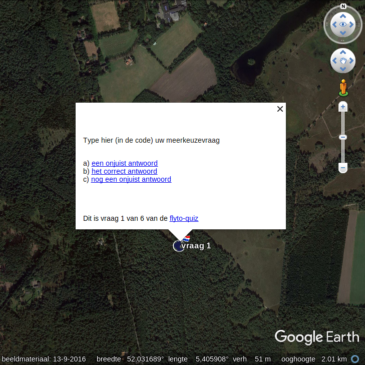 N
Type hier (in de code) uw meerkeuzevraag
a) een onjuist antwoord
b) het correct antwoord
c) nog een onjuist antwoord
Dit is vraag 1 van 6 van de flyto-quiz
vraag 1
Google Earth
beeldmateriaal: 13-9-2016 breedte 52,031689° lengte 5,405908° verh 51 m ooghoogte 2.01 km